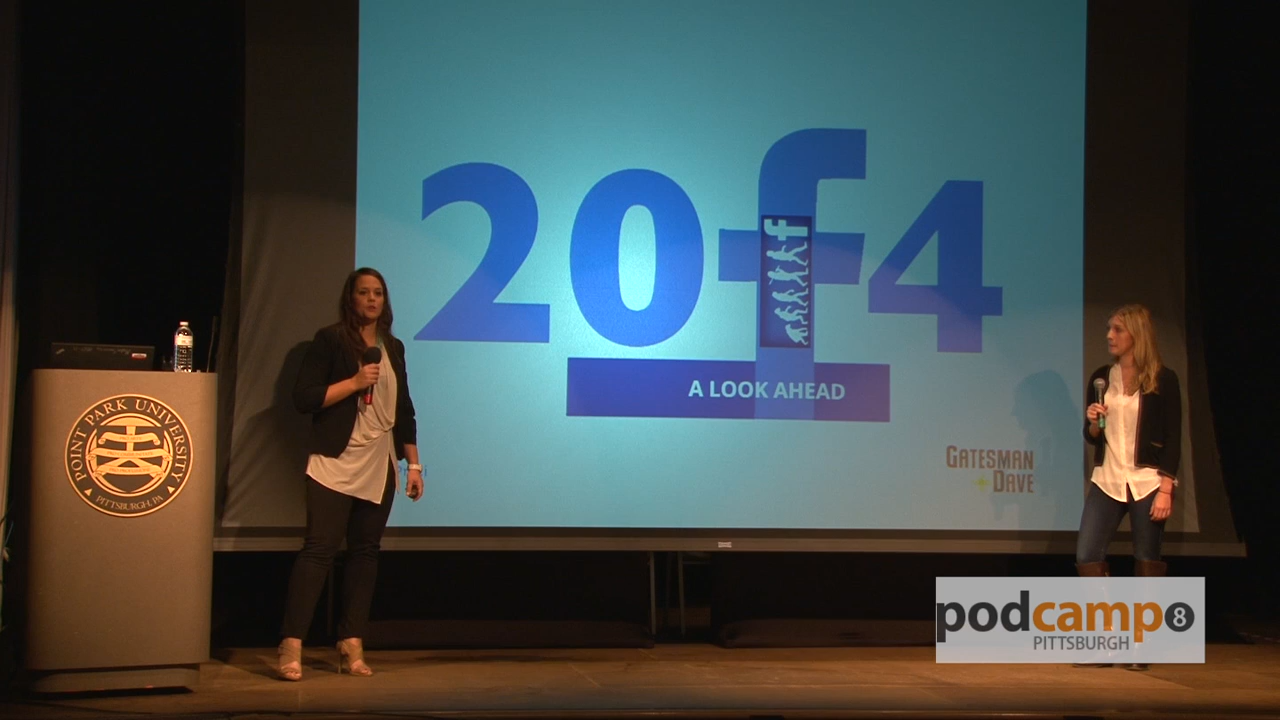 20f4
f
A LOOK AHEAD
GATESMAN
DAVE
POINT PARK UNIVERSITY
PITTSBURGH, PA
podcamp8
PITTSBURGH